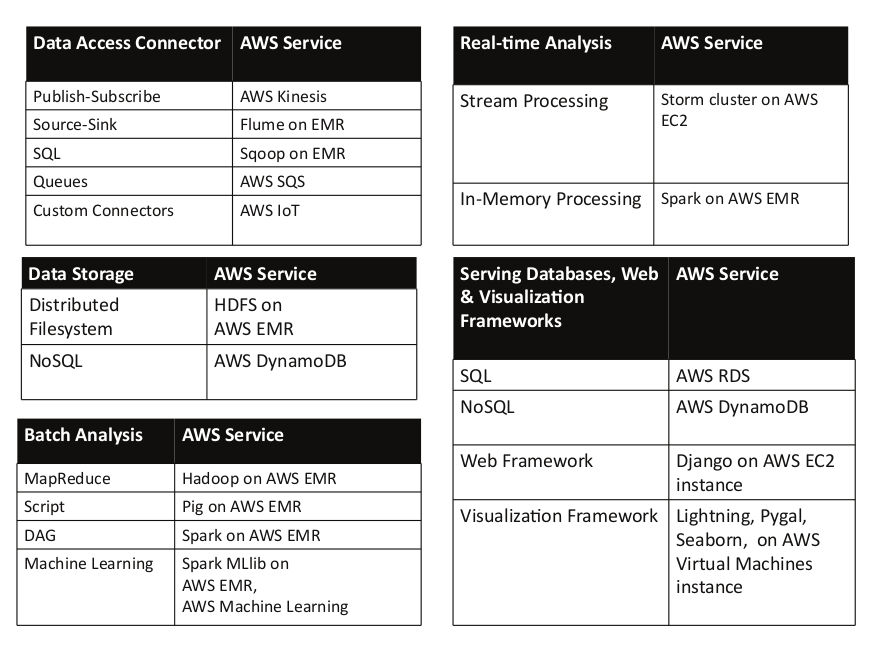 Data Access Connector AWS Service
Publish-Subscribe AWS Kinesis
Source-Sink Flume on EMR
SQL Sqoop on EMR
Queues AWS SQS
Custom Connectors AWS IoT
Data Storage AWS Service
Distributed HDFS on
Filesystem AWS EMR
NoSQL AWS DynamoDB
Batch Analysis AWS Service
MapReduce Hadoop on AWS EMR
Script Pig on AWS EMR
DAG Spark on AWS EMR
Machine Learning Spark MLlib on
AWS EMR,
AWS Machine Learning
Real-time Analysis AWS Service
Stream Processing Storm cluster on AWS
EC2
In-Memory Processing Spark on AWS EMR
Serving Databases, Web AWS Service
& Visualization
Frameworks
SQL AWS RDS
NoSQL AWS DynamoDB
Web Framework Django on AWS EC2
instance
Visualization Framework Lightning, Pygal,
Seaborn, on AWS
Virtual Machines
instance